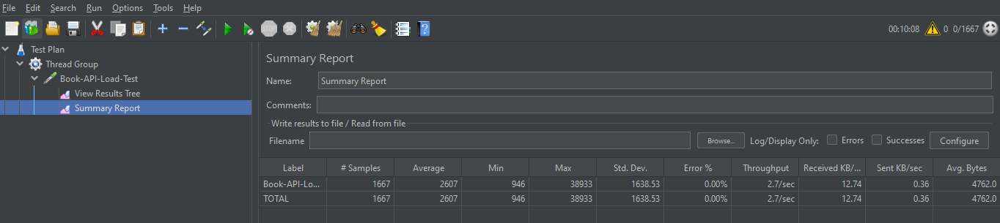 File Edit Search Run Options Tools Help
STOP 00:10:08 0 0/1667
Test Plan
Thread Group
Book-API-Load-Test
View Results Tree
Summary Report
Summary Report
Name: Summary Report
Comments:
Write results to file / Read from file
Filename Browse... Log/Display Only: Errors Successes Configure
Label # Samples Average Min Max Std. Dev. Error % Throughput Received KB/... Sent KB/sec Avg. Bytes
Book-API-Lo... 1667 2607 946 38933 1638.53 0.00% 2.7/sec 12.74 0.36 4762.0
TOTAL 1667 2607 946 38933 1638.53 0.00% 2.7/sec 12.74 0.36 4762.0